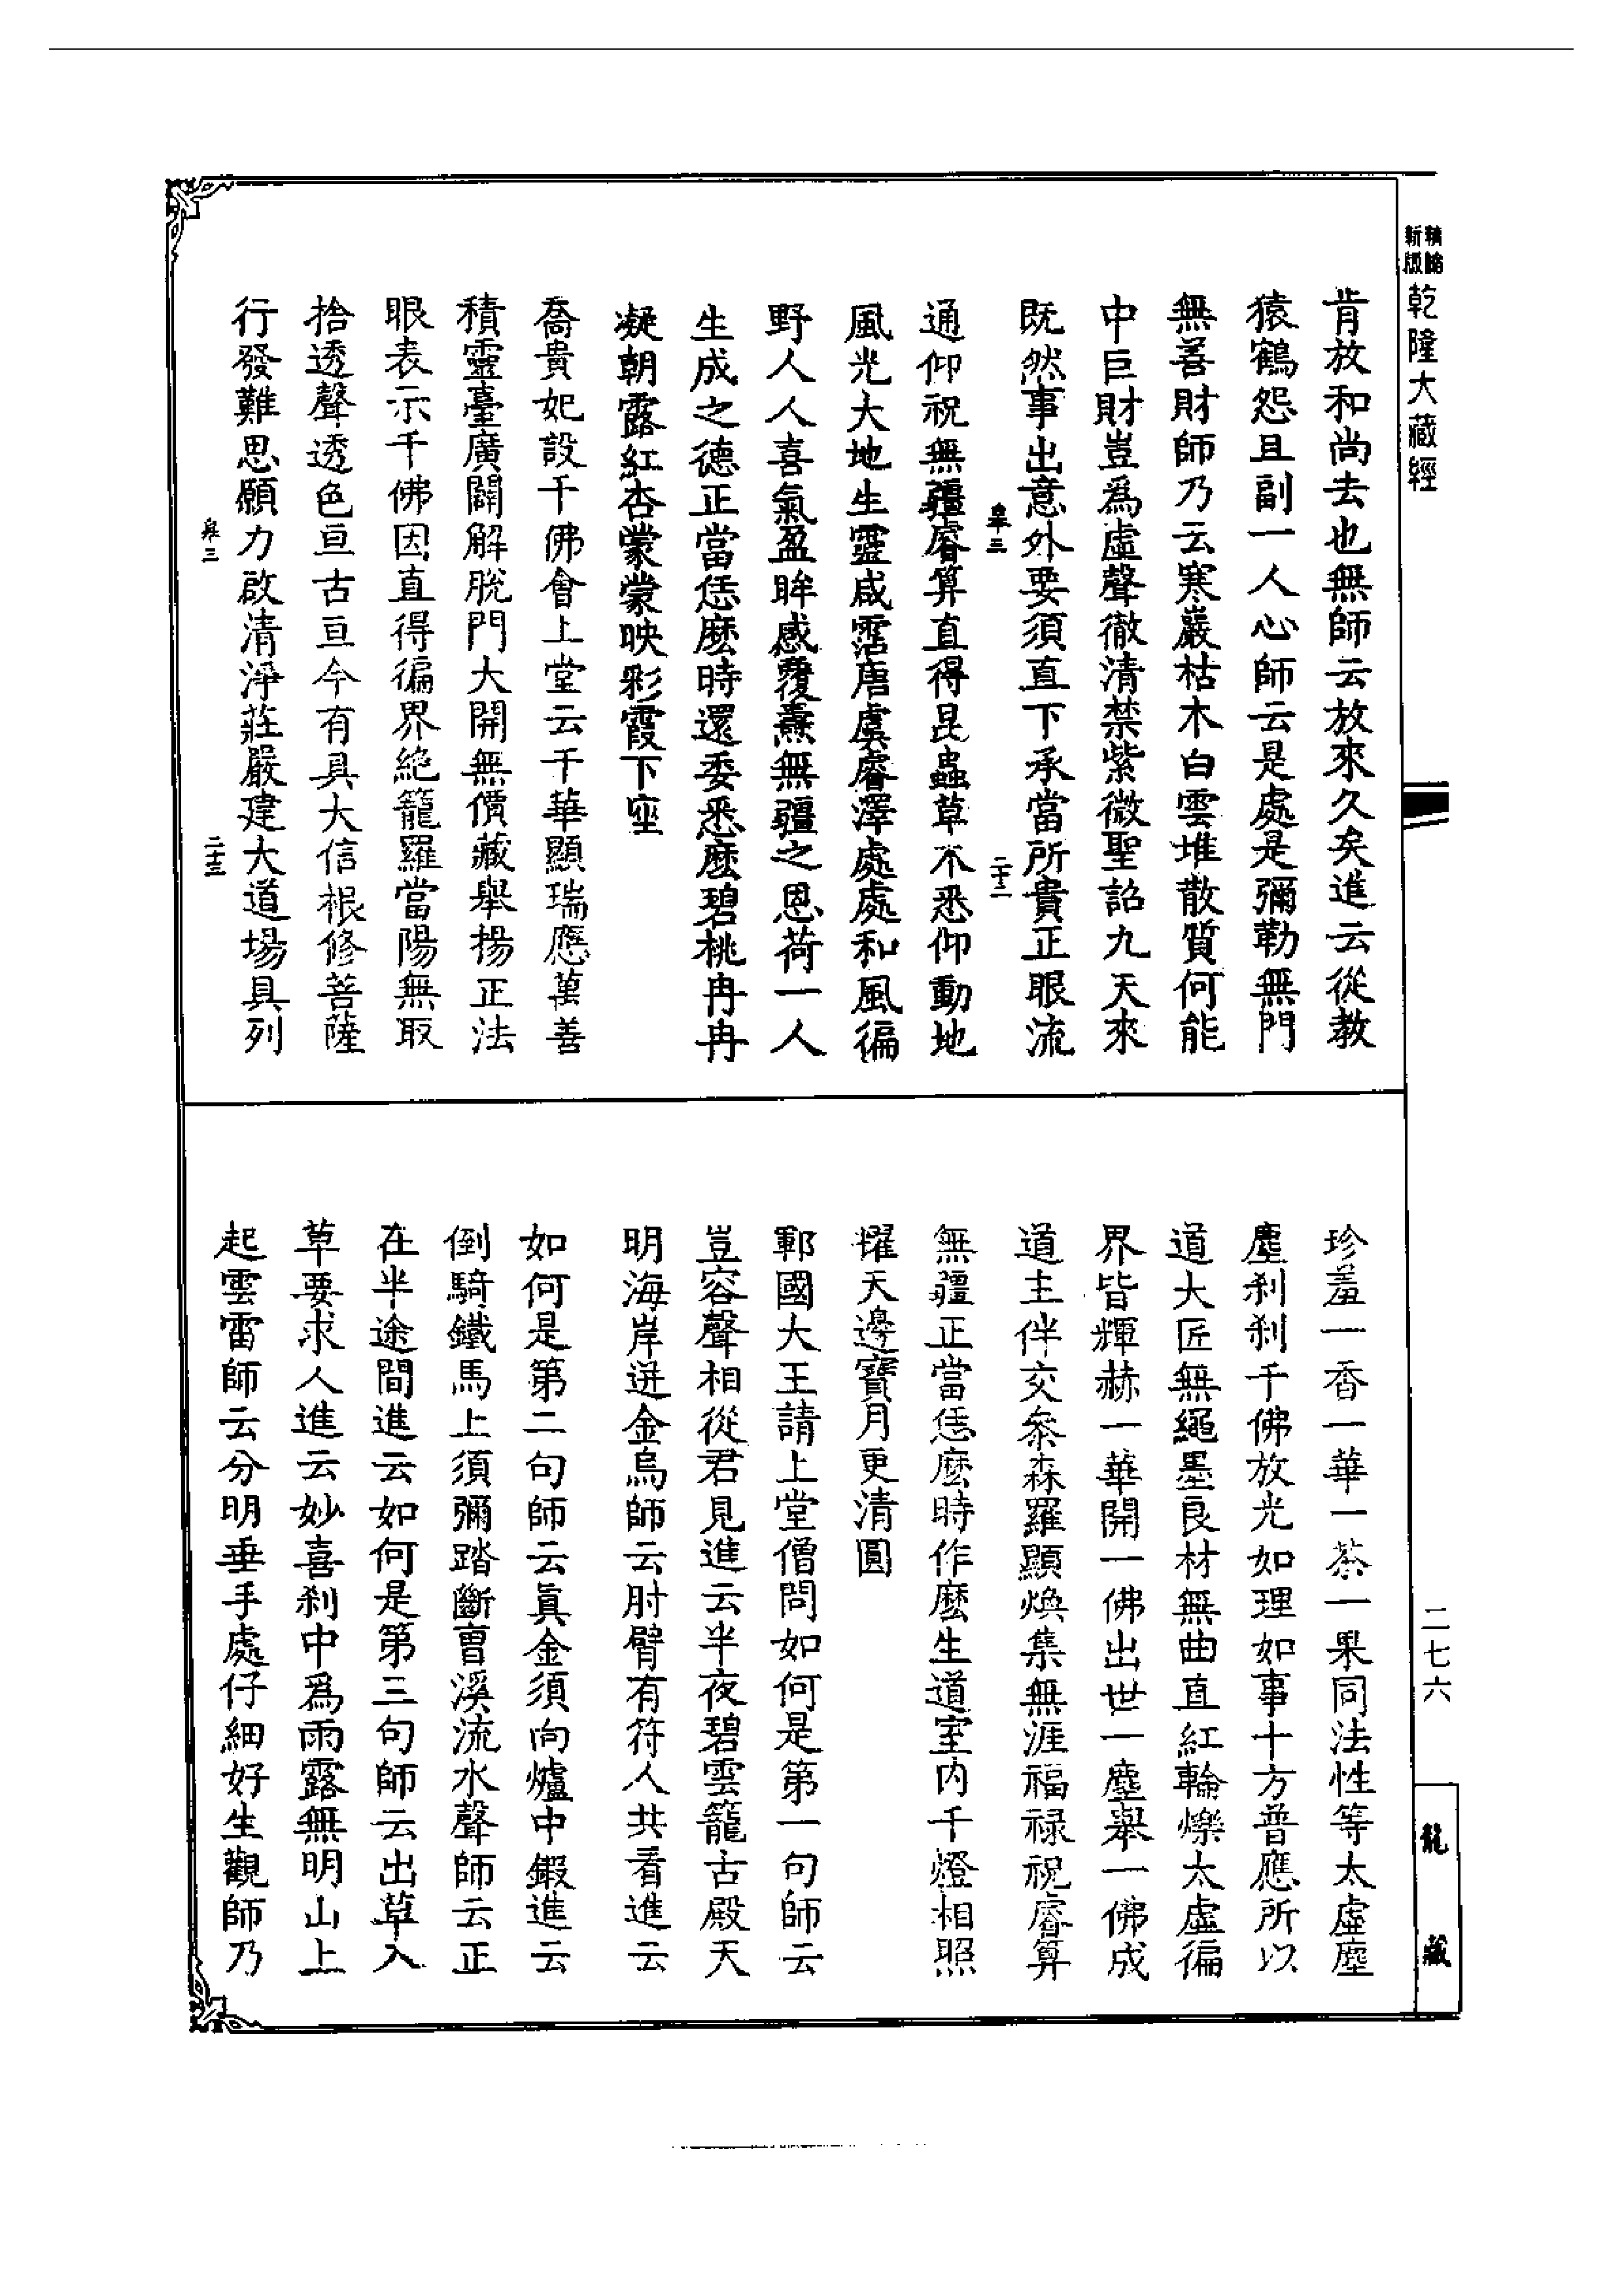 乾隆大藏經
肯放和尚去也無師云放來久矣進云從教
猿鶴怨且副一人心師云是處是彌勒無門
無善財師乃云寒巖枯木白雲堆散質何能
中巨財豈爲虛聲徹清禁紫微聖詔九天來
既然事出意外要須直下承當所貴正眼流
通仰祝無疆睿算直得昆蟲草木悉仰動地
風光大地生靈咸霑唐虞睿澤處處和風徧
野人人喜氣盈眸感覆燾無疆之恩荷一人
生成之德正當恁麼時還委悉麼碧桃冉冉
凝朝露紅杏蒙蒙映彩霞下座
喬貴妃設千佛會上堂云千華顯瑞應萬善
積靈臺廣闢解脫門大開無價藏舉揚正法
眼表示千佛因直得徧界絶籠羅當陽無取
捨透聲透色亘古亘今有具大信根修菩薩
行發難思願力啟清淨莊嚴建大道場具列
珍羞一香一華一茶一果同法性等太虛塵
塵刹刹千佛放光如理如事十方普應所以
道大匠無繩墨良材無曲直紅輪爍太虛徧
界皆輝赫一華開一佛出世一塵舉一佛成
道主伴交叅森羅顯煥集無涯福禄祝睿算
無疆正當恁麼時作麼生道室内千燈相照
耀天邊寶月更清圓
鄆國大王請上堂僧問如何是第一句師云
豈容聲相從君見進云半夜碧雲籠古殿天
明海岸迸金烏師云肘臂有符人共看進云
如何是第二句師云眞金須向爐中鍛進云
倒騎鐵馬上須彌踏斷曹溪流水聲師云正
在半途間進云如何是第三句師云出草入
草要求人進云妙喜刹中爲雨露無明山上
起雲雷師云分明垂手處仔細好生觀師乃
二七六
龍藏